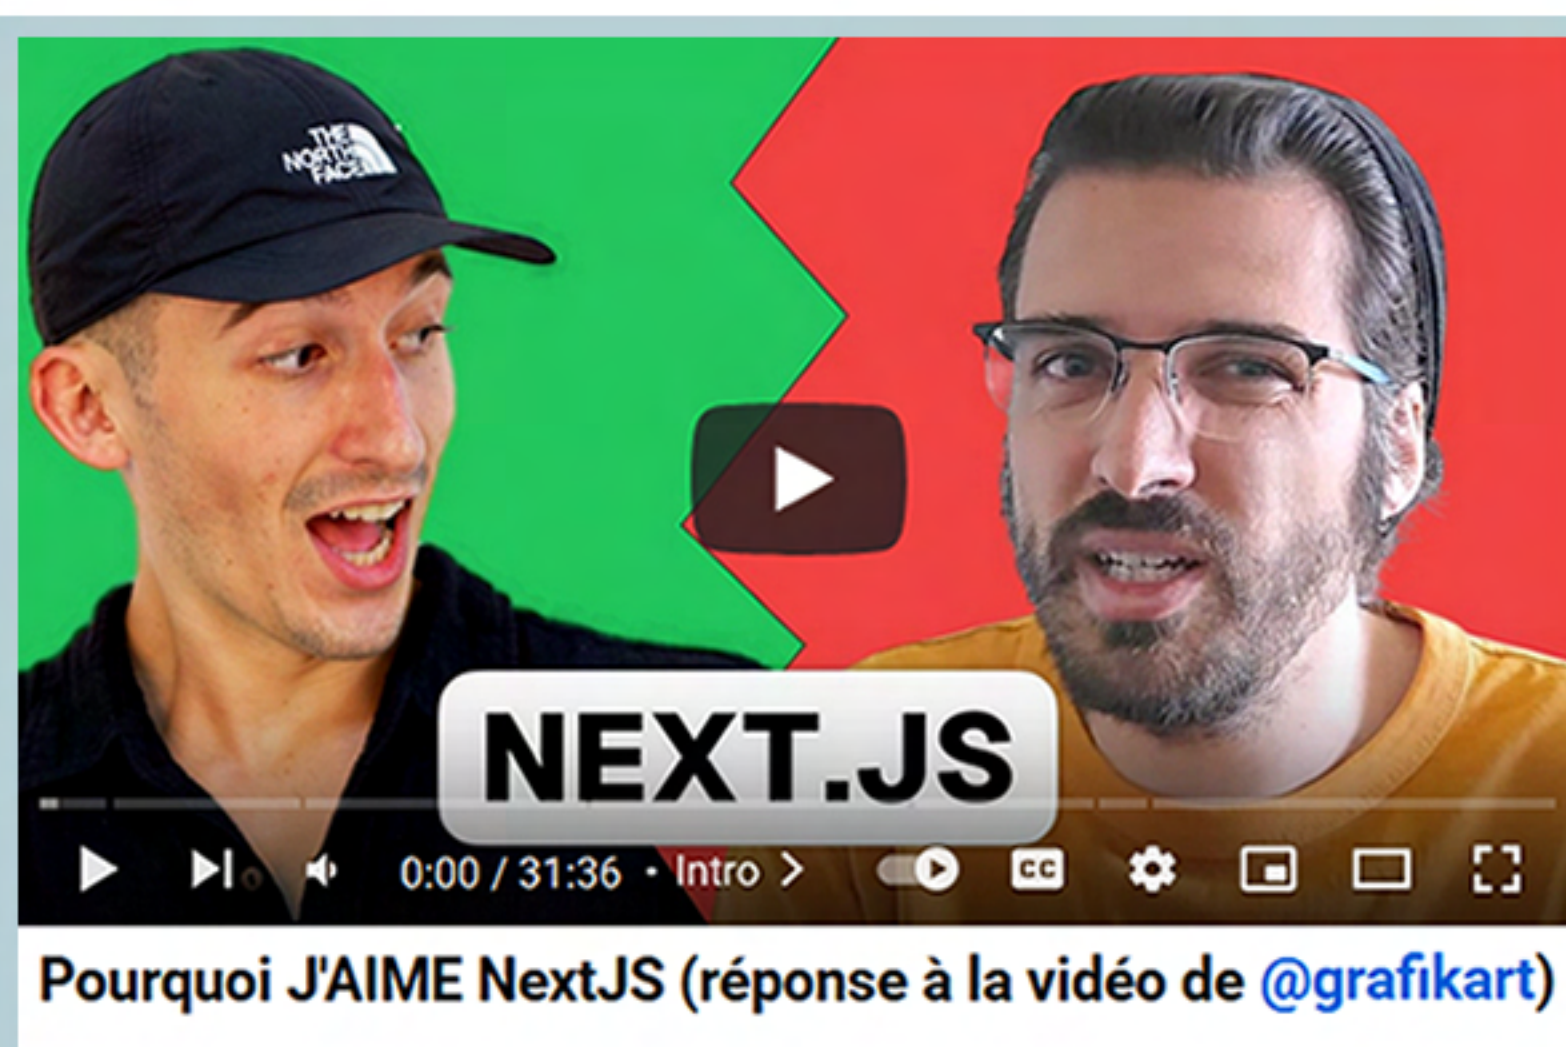 THE
NORTH
FACE
NEXT.JS
0:00 / 31:36 • Intro
CC
Pourquoi J'AIME NextJS (réponse à la vidéo de @grafikart)